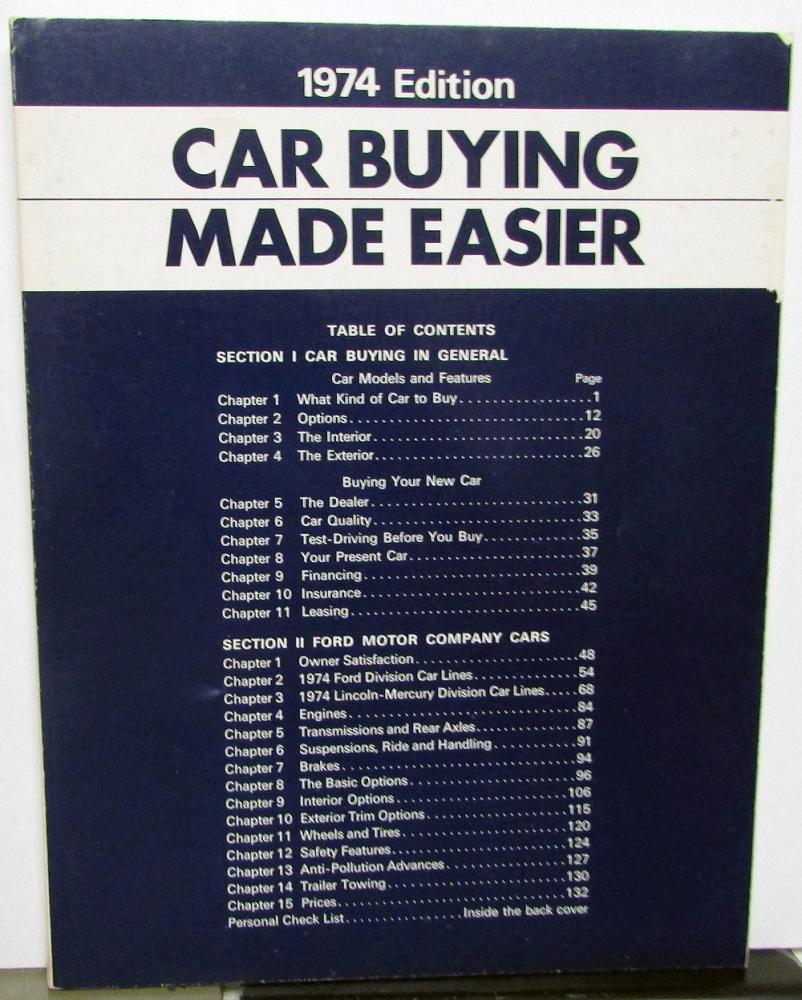 1974 Edition
CAR BUYING
MADE EASIER
TABLE OF CONTENTS
SECTION I CAR BUYING IN GENERAL
Car Models and Features Page
Chapter 1 What Kind of Car to Buy.................1
Chapter 2 Options.............................12
Chapter 3 The Interior..........................20
Chapter 4 The Exterior..........................26
Buying Your New Car
Chapter 5 The Dealer..........................31
Chapter 6 Car Quality..........................33
Chapter 7 Test-Driving Before You Buy............35
Chapter 8 Your Present Car.....................37
Chapter 9 Financing...........................39
Chapter 10 Insurance...........................42
Chapter 11 Leasing............................45
SECTION II FORD MOTOR COMPANY CARS
Chapter 1 Owner Satisfaction....................48
Chapter 2 1974 Ford Division Car Lines.............54
Chapter 3 1974 Lincoln-Mercury Division Car Lines.....68
Chapter 4 Engines.............................84
Chapter 5 Transmissions and Rear Axles............87
Chapter 6 Suspensions, Ride and Handling..........91
Chapter 7 Brakes..............................94
Chapter 8 The Basic Options.....................96
Chapter 9 Interior Options......................106
Chapter 10 Exterior Trim Options.................115
Chapter 11 Wheels and Tires.....................120
Chapter 12 Safety Features......................124
Chapter 13 Anti-Pollution Advances...............127
Chapter 14 Trailer Towing.......................130
Chapter 15 Prices..............................132
Personal Check List................Inside the back cover